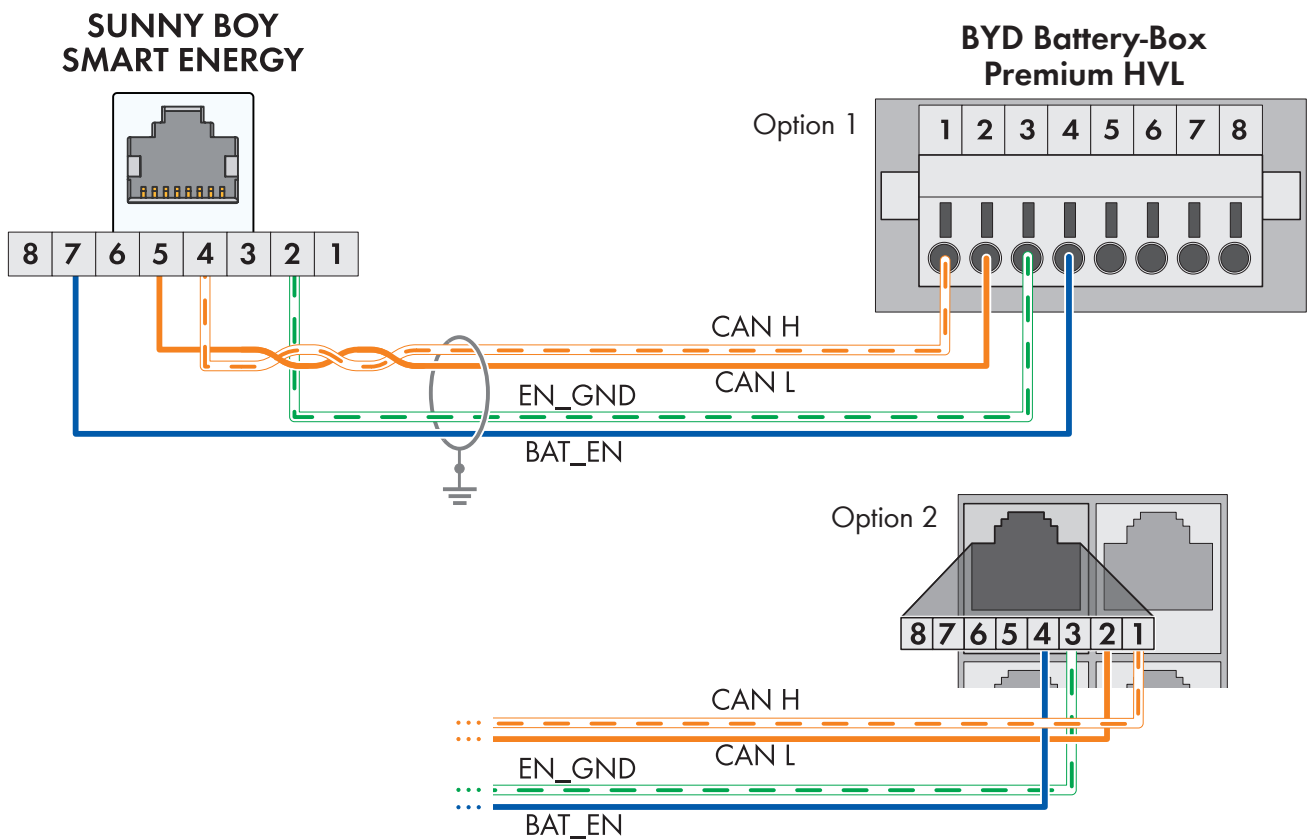 SUNNY BOY
SMART ENERGY
BYD Battery-Box
Premium HVL
Option 1
1 2 3 4 5 6 7 8
8 7 6 5 4 3 2 1
CAN H
CAN L
EN_GND
BAT_EN
Option 2
8 7 6 5 4 3 2 1
CAN H
CAN L
EN_GND
BAT_EN